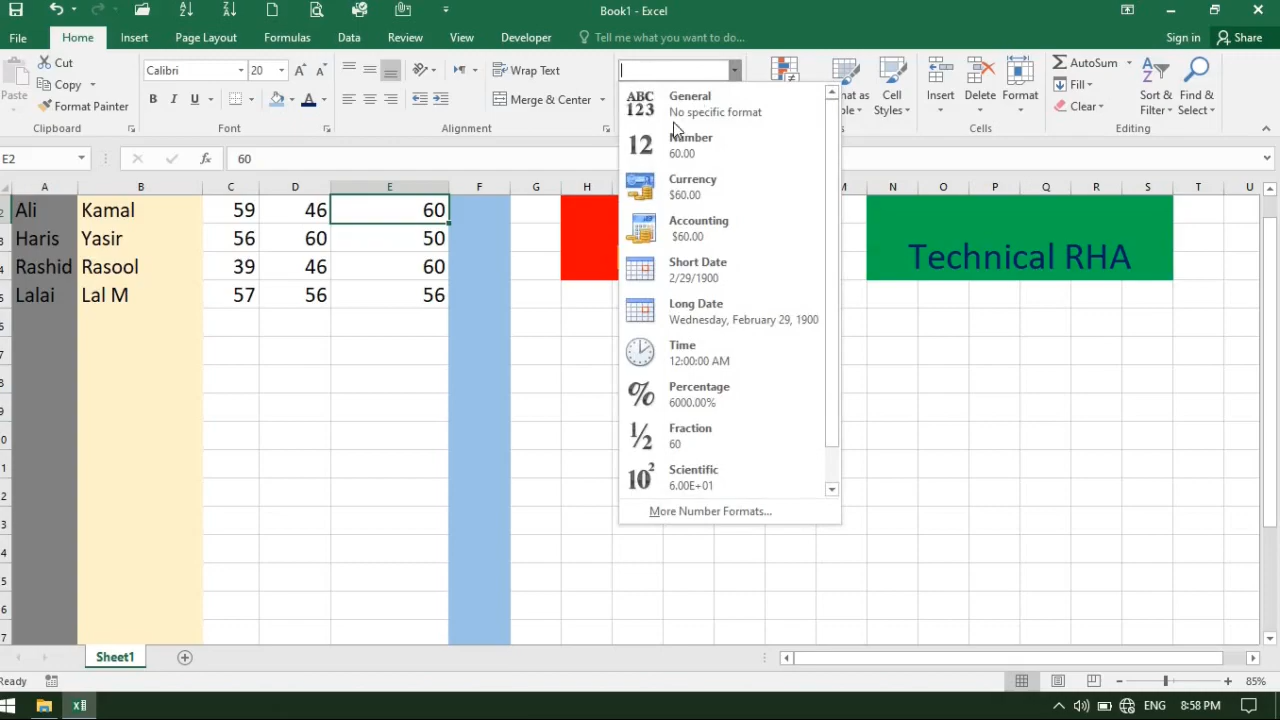 Book1 - Excel
File Home Insert Page Layout Formulas Data Review View Developer Tell me what you want to do... Sign in Share
Cut
Copy
Format Painter
Paste
Clipboard
Calibri 20
B I U
Font
Wrap Text
Merge & Center
Alignment
Cell
Styles
Insert Delete Format
Cells
AutoSum
Fill
Clear
Sort &
Filter
Find &
Select
Editing
E2 fx 60
A B C D E F G H M N O P Q R S T U
Ali Kamal 59 46 60
Haris Yasir 56 60 50
Rashid Rasool 39 46 60
Lalai Lal M 57 56 56
Technical RHA
ABC
123
General
No specific format
12
Number
60.00
Currency
$60.00
Accounting
$60.00
Short Date
2/29/1900
Long Date
Wednesday, February 29, 1900
Time
12:00:00 AM
%
Percentage
6000.00%
½
Fraction
60
10²
Scientific
6.00E+01
More Number Formats...
Sheet1
Ready
85%
ENG 8:58 PM